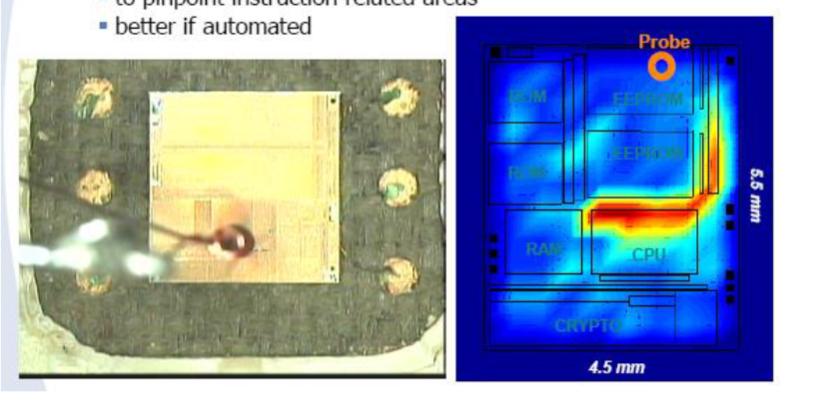 to pinpoint instruction related areas
better if automated
Probe
ROM
EEPROM
EEPROM
ROM
5.5 mm
RAM
CPU
CRYPTO
4.5 mm